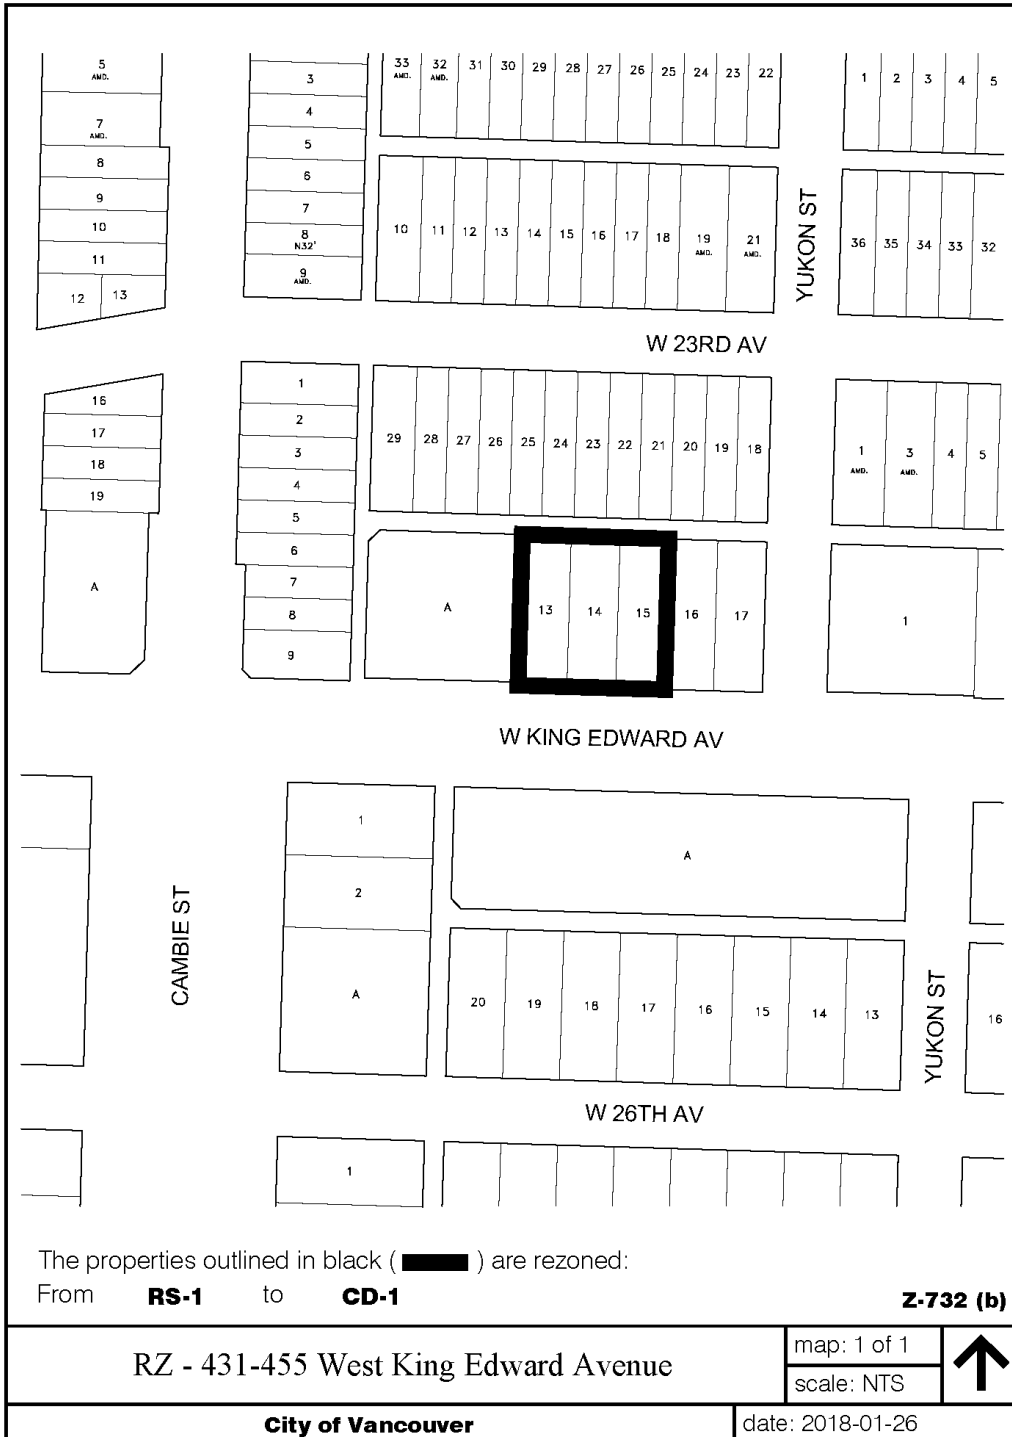 5
AMD.
7
AMD.
8
9
10
11
12 13
3
4
5
6
7
8
N32'
9
AMD.
33 32 31 30 29 28 27 26 25 24 23 22
AMD. AMD.
1 2 3 4 5
10 11 12 13 14 15 16 17 18 19 21
AMD. AMD.
YUKON ST
36 35 34 33 32
W 23RD AV
16
17
18
19
A
1
2
3
4
5
6
7
8
9
29 28 27 26 25 24 23 22 21 20 19 18
1 3 4 5
AMD. AMD.
A 13 14 15 16 17
1
W KING EDWARD AV
CAMBIE ST
1
2
A
A
20 19 18 17 16 15 14 13
YUKON ST
16
W 26TH AV
1
The properties outlined in black ( ) are rezoned:
From RS-1 to CD-1
Z-732 (b)
RZ - 431-455 West King Edward Avenue
map: 1 of 1
scale: NTS
City of Vancouver
date: 2018-01-26